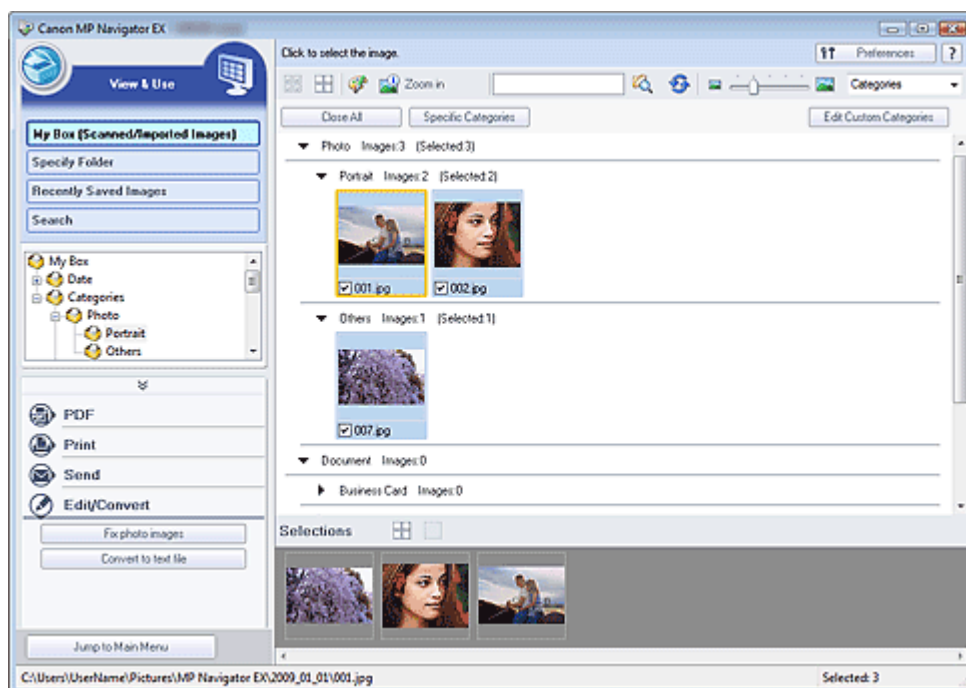 Canon MP Navigator EX
View & Use
My Box (Scanned/Imported Images)
Specify Folder
Recently Saved Images
Search
My Box
Date
Categories
Photo
Portrait
Others
PDF
Print
Send
Edit/Convert
Fix photo images
Convert to text file
Jump to Main Menu
Click to select the image.
Preferences ?
Zoom in Categories
Close All Specific Categories Edit Custom Categories
Photo Images:3 (Selected:3)
Portrait Images:2 (Selected:2)
001.jpg 002.jpg
Others Images:1 (Selected:1)
007.jpg
Document Images:0
Business Card Images:0
Selections
C:\Users\UserName\Pictures\MP Navigator EX\2009_01_01\001.jpg Selected: 3